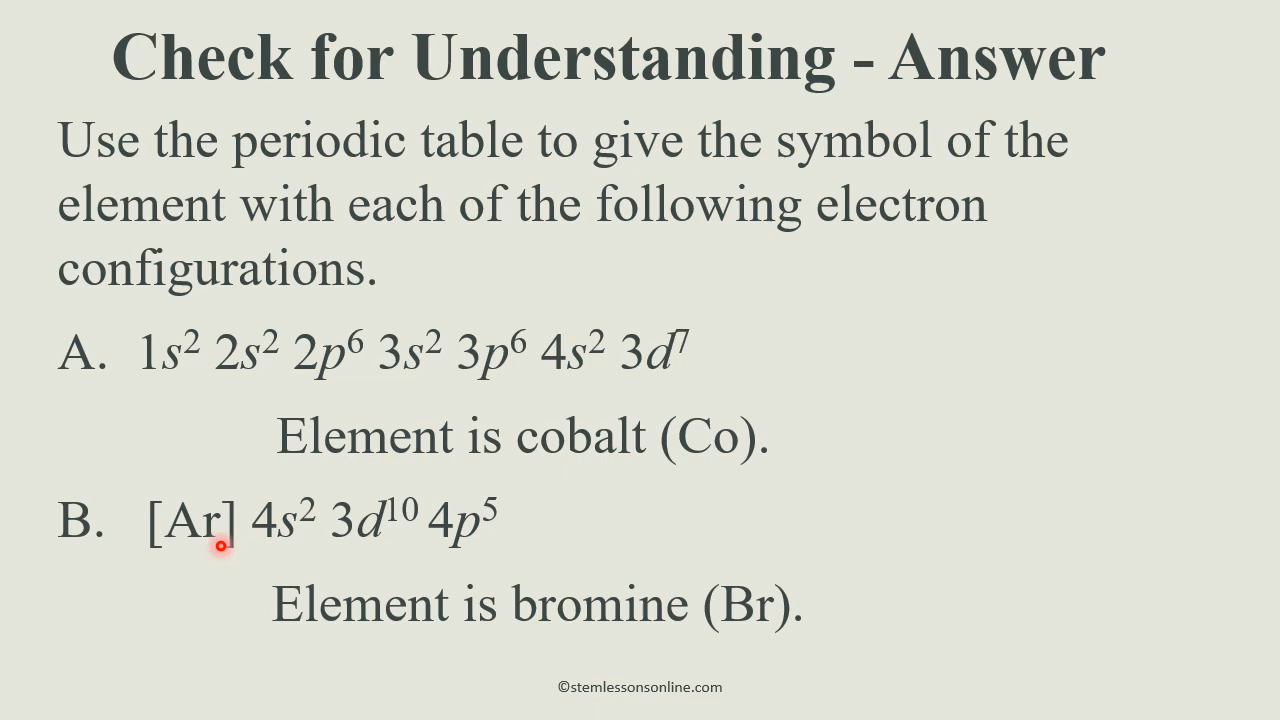 Check for Understanding - Answer
Use the periodic table to give the symbol of the
element with each of the following electron
configurations.
A. 1s² 2s² 2p⁶ 3s² 3p⁶ 4s² 3d⁷
Element is cobalt (Co).
B. [Ar] 4s² 3d¹⁰ 4p⁵
Element is bromine (Br).
©stemlessonsonline.com